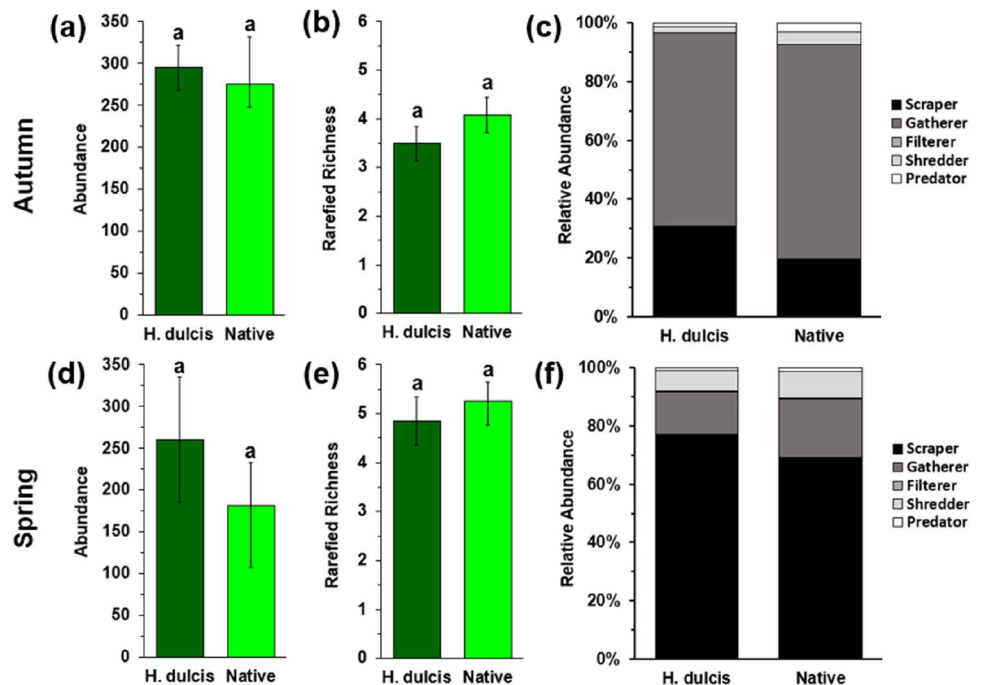 (a)
350
300
250
200
150
100
50
0
Abundance
a
a
H. dulcis
Native
(b)
6
5
4
3
6
2
1
0
Rarefied Richness
a
a
H. dulcis
Native
(c)
100%
80%
60%
40%
20%
0%
Relative Abundance
H. dulcis
Native
Scraper
Gatherer
Filterer
Shredder
Predator
Autumn
(d)
350
300
250
200
150
100
50
0
Abundance
a
a
H. dulcis
Native
(e)
6
5
4
3
2
1
0
Rarefied Richness
a
a
H. dulcis
Native
(f)
100%
80%
60%
40%
20%
0%
Relative Abundance
H. dulcis
Native
Scraper
Gatherer
Filterer
Shredder
Predator
Spring